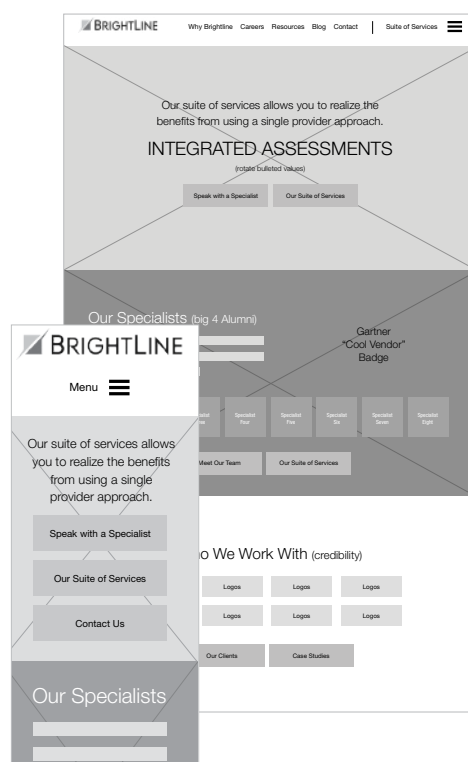 BRIGHTLINE
Why Brightline Careers Resources Blog Contact Suite of Services
Our suite of services allows you to realize the
benefits from using a single provider approach.
INTEGRATED ASSESSMENTS
(rotate bulleted values)
Speak with a Specialist Our Suite of Services
Our Specialists (big 4 Alumni)
Gartner
"Cool Vendor"
Badge
Specialist
Four
Specialist
Five
Specialist
Six
Specialist
Seven
Specialist
Eight
Meet Our Team Our Suite of Services
We Work With (credibility)
Logos Logos Logos
Logos Logos Logos
Our Clients Case Studies
BRIGHTLINE
Menu
Our suite of services allows
you to realize the benefits
from using a single
provider approach.
Speak with a Specialist
Our Suite of Services
Contact Us
Our Specialists